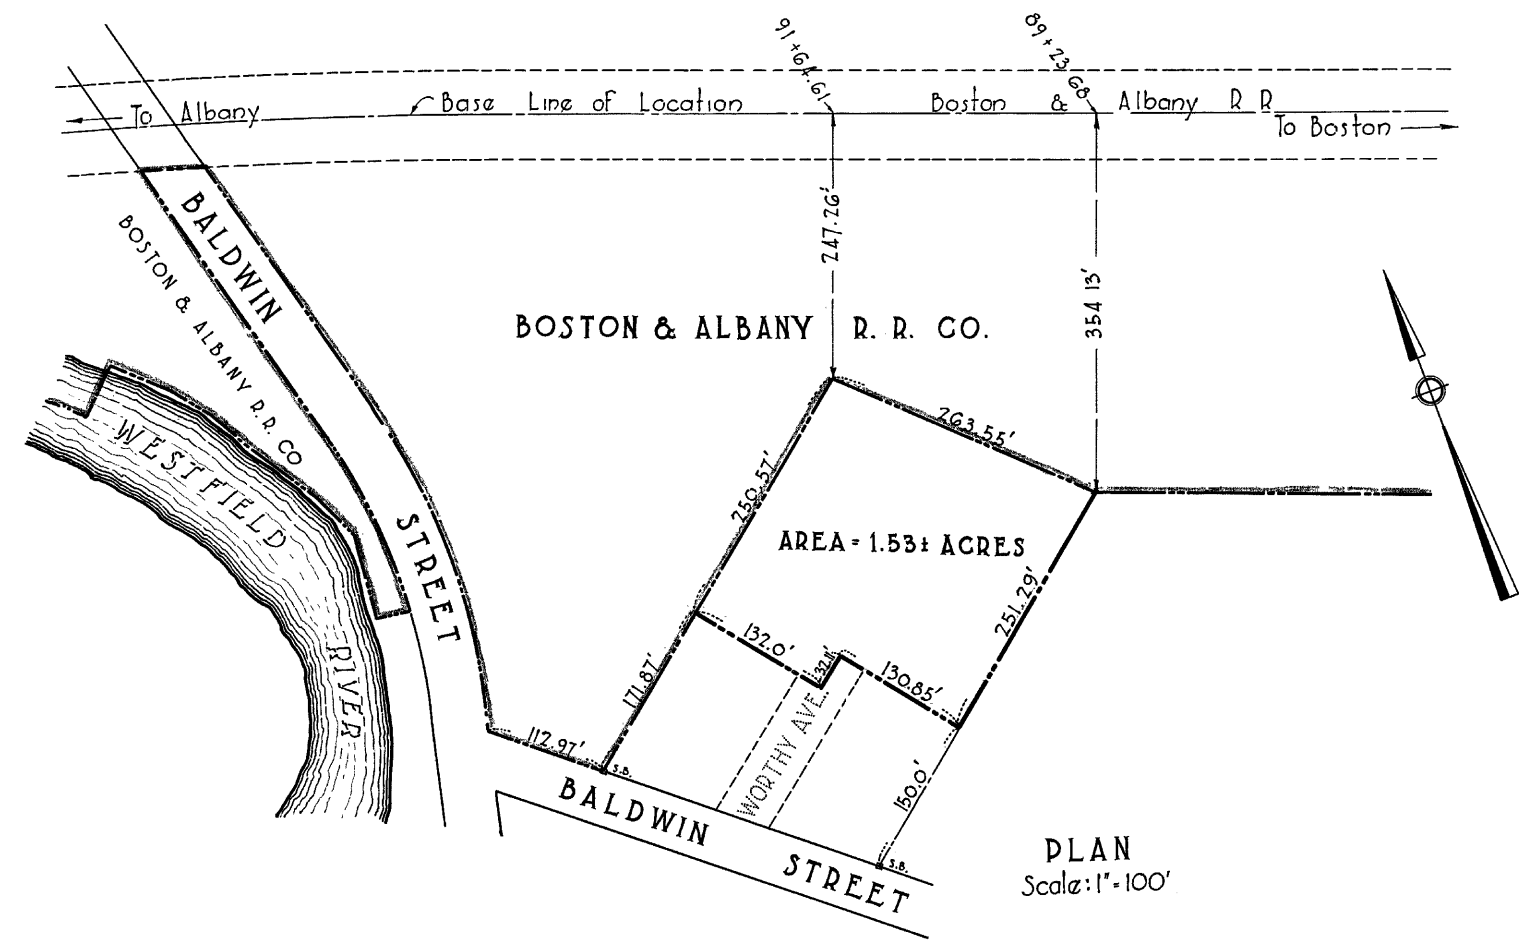 91+64.61
89+23.68
To Albany
Base Line of Location Boston & Albany R R
To Boston
247.26'
354.13'
BALDWIN
STREET
BOSTON & ALBANY R.R. CO
BOSTON & ALBANY R. R. CO.
WESTFIELD
RIVER
263.55'
250.57'
AREA = 1.53± ACRES
251.29'
132.0'
32.11'
130.85'
171.87'
WORTHY AVE.
112.97'
S.B.
150.0'
S.B.
BALDWIN
STREET
PLAN
Scale: 1" = 100'